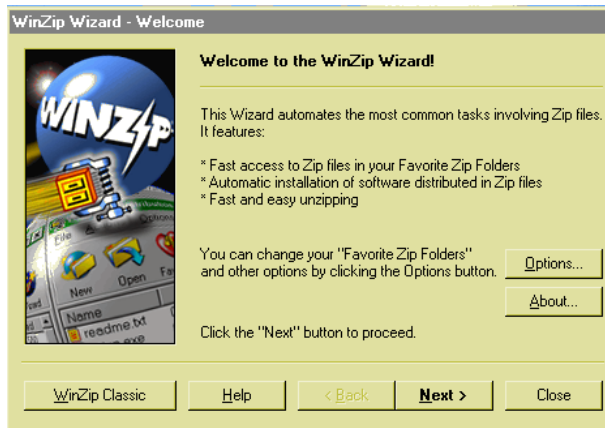 WinZip Wizard - Welcome
Welcome to the WinZip Wizard!
WINZIP
This Wizard automates the most common tasks involving Zip files.
It features:
* Fast access to Zip files in your Favorite Zip Folders
* Automatic installation of software distributed in Zip files
* Fast and easy unzipping
File Options
New Open Fa
Name
readme.txt
.exe
You can change your "Favorite Zip Folders"
and other options by clicking the Options button.
Options...
About...
Click the "Next" button to proceed.
WinZip Classic Help < Back Next > Close